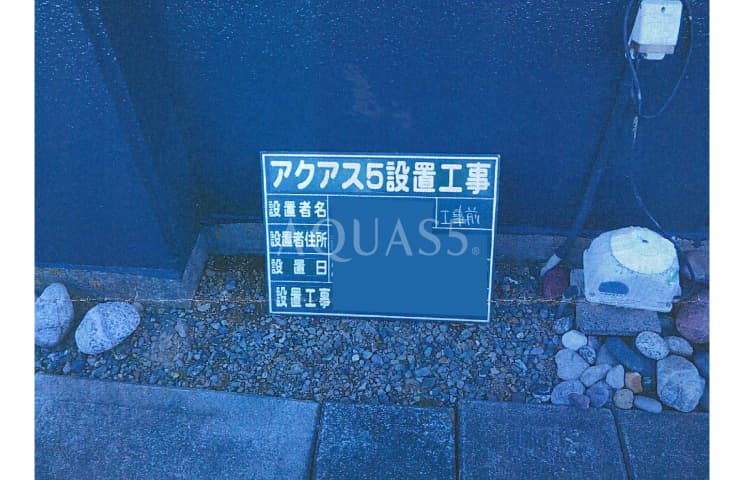 アクアス5設置工事
設置者名
工事前
AQUAS5®
設置者住所
設置日
設置工事